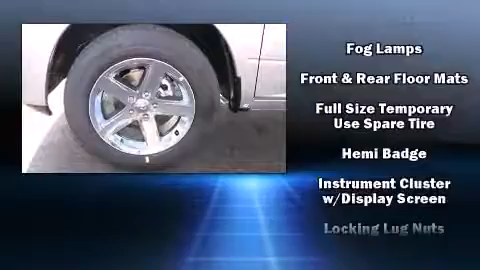 Fog Lamps
Front & Rear Floor Mats
Full Size Temporary
Use Spare Tire
Hemi Badge
Instrument Cluster
w/Display Screen
Locking Lug Nuts